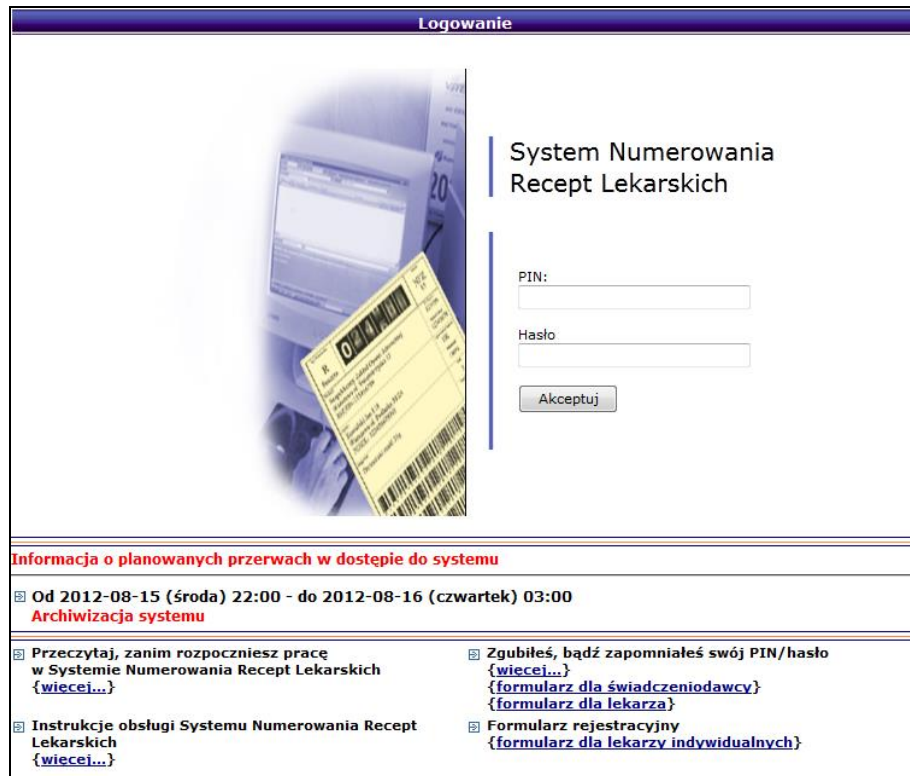 Logowanie
System Numerowania
Recept Lekarskich
PIN:
Hasło
Akceptuj
Informacja o planowanych przerwach w dostępie do systemu
Od 2012-08-15 (środa) 22:00 - do 2012-08-16 (czwartek) 03:00
Archiwizacja systemu
Przeczytaj, zanim rozpoczniesz pracę
w Systemie Numerowania Recept Lekarskich
{więcej...}
Zgubiłeś, bądź zapomniałeś swój PIN/hasło
{więcej...}
{formularz dla świadczeniodawcy}
{formularz dla lekarza}
Instrukcje obsługi Systemu Numerowania Recept
Lekarskich
{więcej...}
Formularz rejestracyjny
{formularz dla lekarzy indywidualnych}